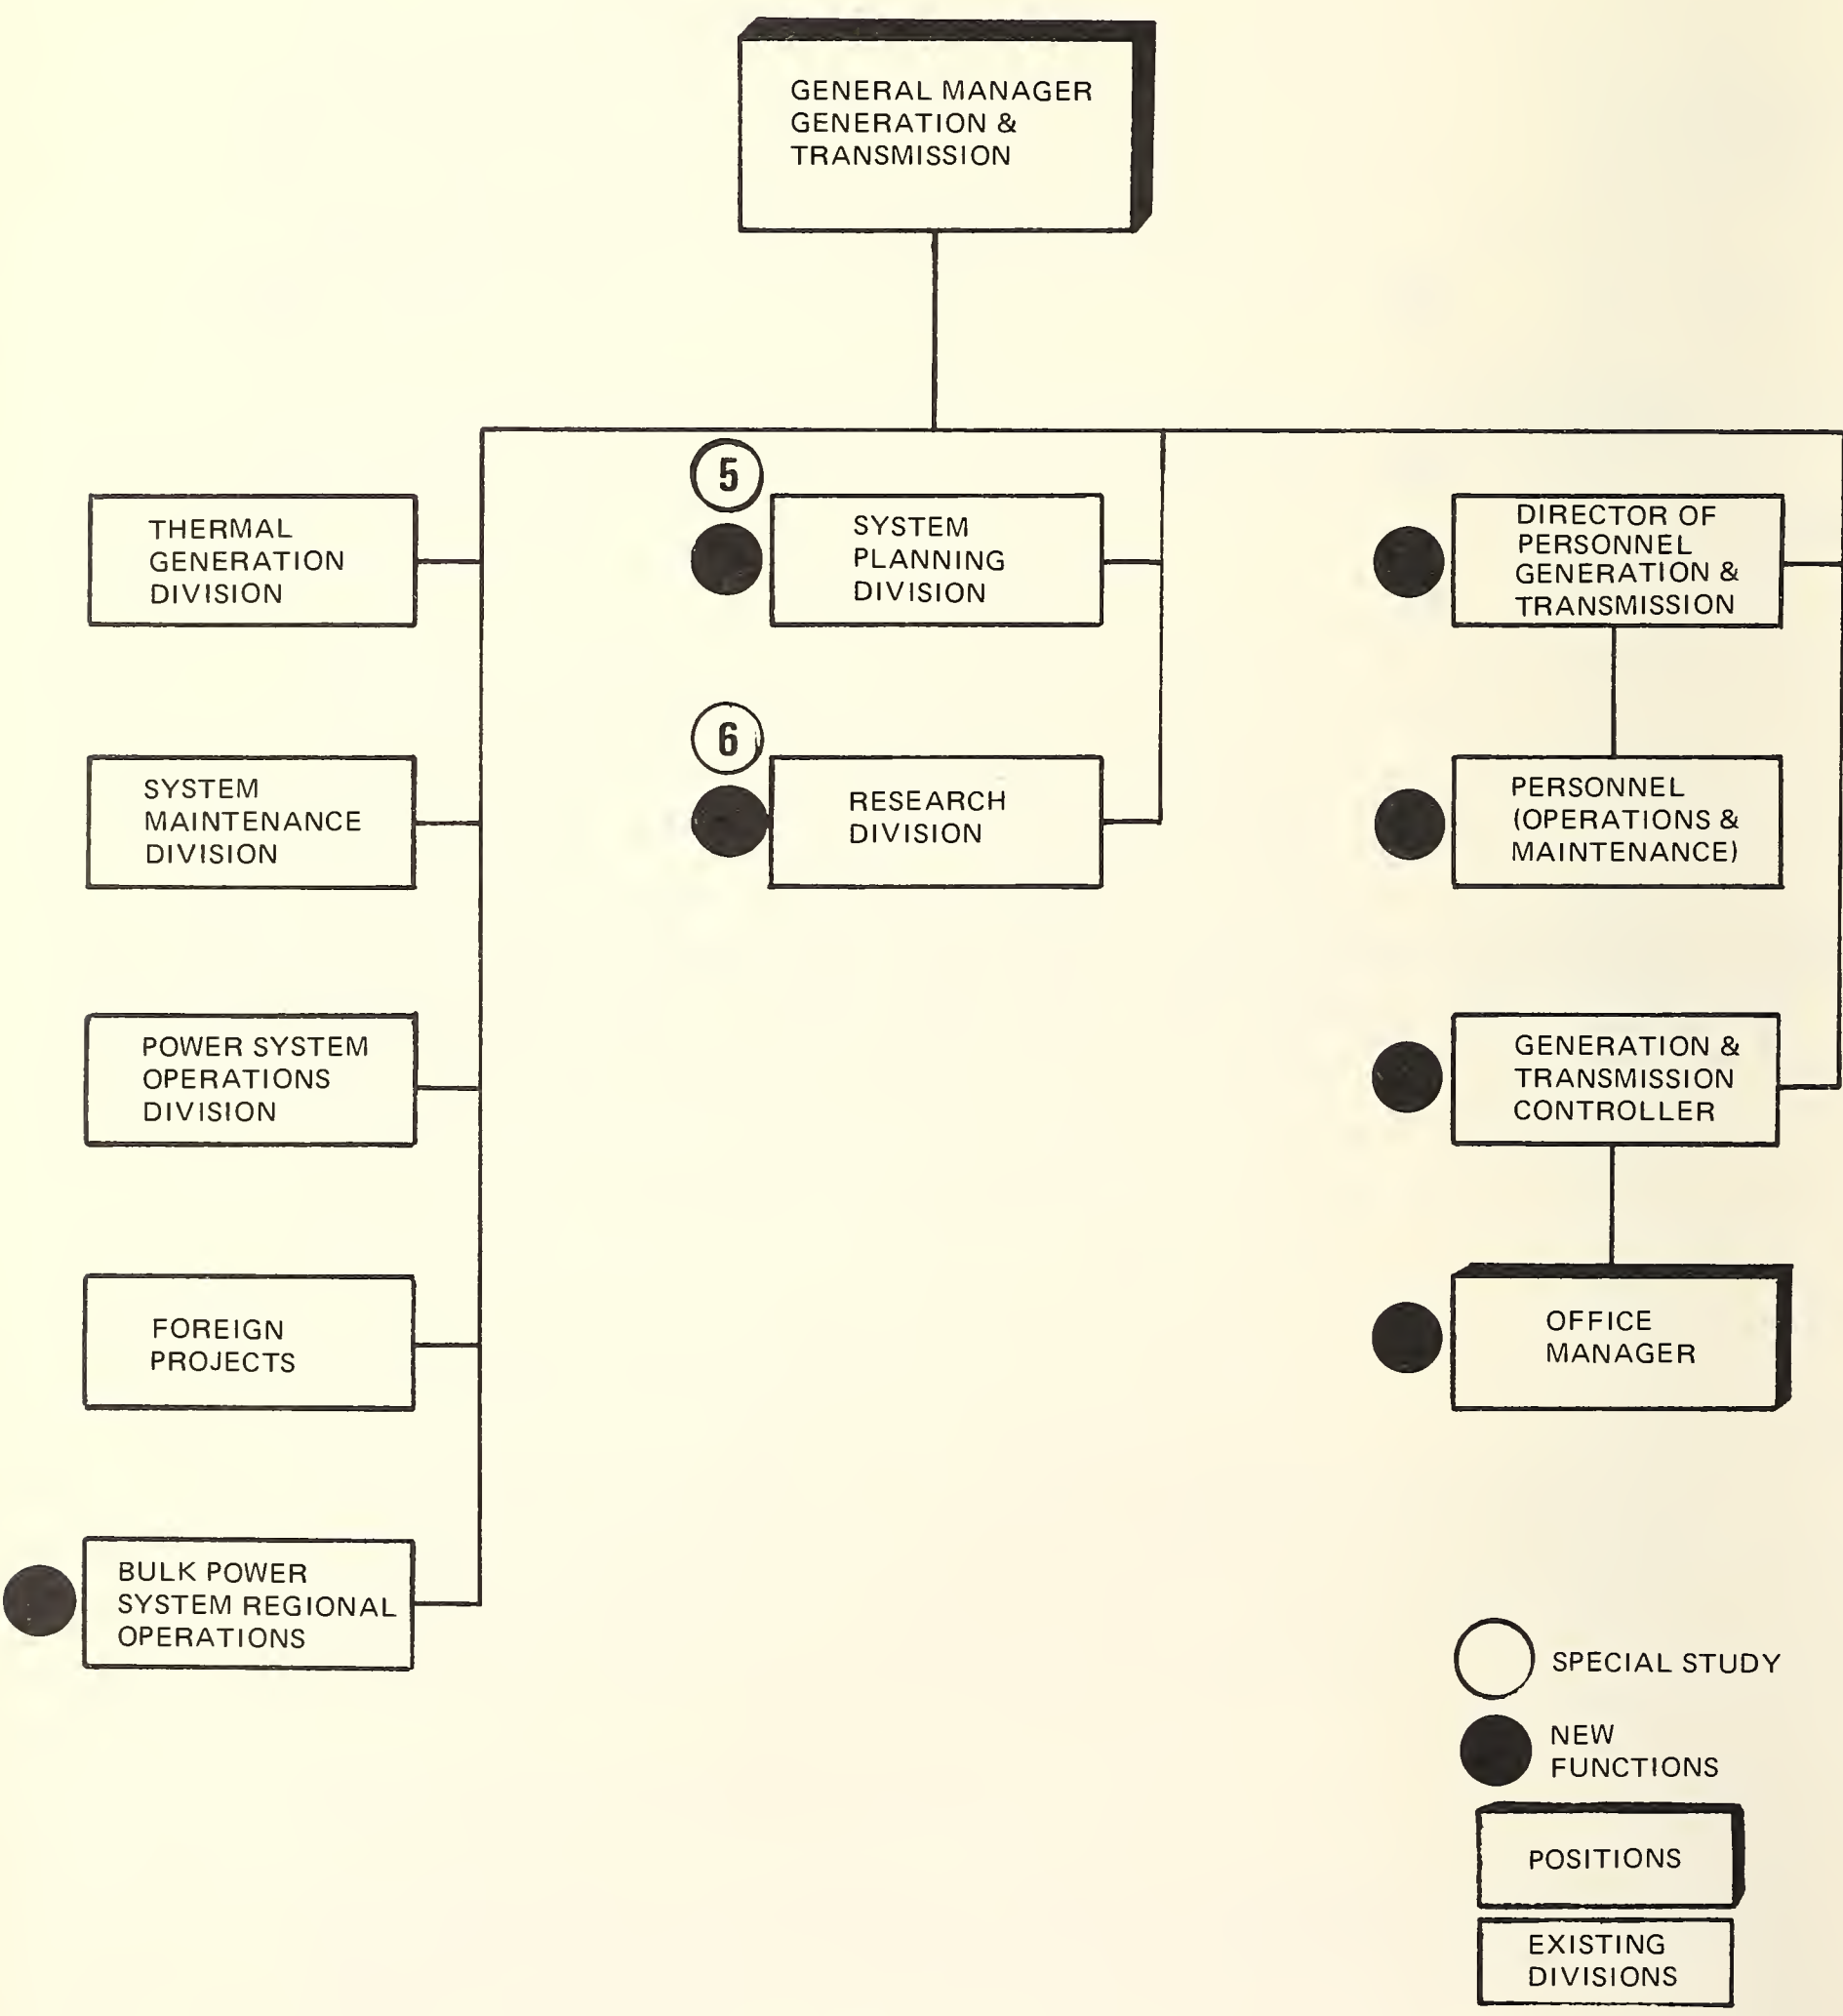 GENERAL MANAGER
GENERATION &
TRANSMISSION
THERMAL
GENERATION
DIVISION
SYSTEM
MAINTENANCE
DIVISION
POWER SYSTEM
OPERATIONS
DIVISION
FOREIGN
PROJECTS
BULK POWER
SYSTEM REGIONAL
OPERATIONS
5
SYSTEM
PLANNING
DIVISION
6
RESEARCH
DIVISION
DIRECTOR OF
PERSONNEL
GENERATION &
TRANSMISSION
PERSONNEL
(OPERATIONS &
MAINTENANCE)
GENERATION &
TRANSMISSION
CONTROLLER
OFFICE
MANAGER
SPECIAL STUDY
NEW
FUNCTIONS
POSITIONS
EXISTING
DIVISIONS